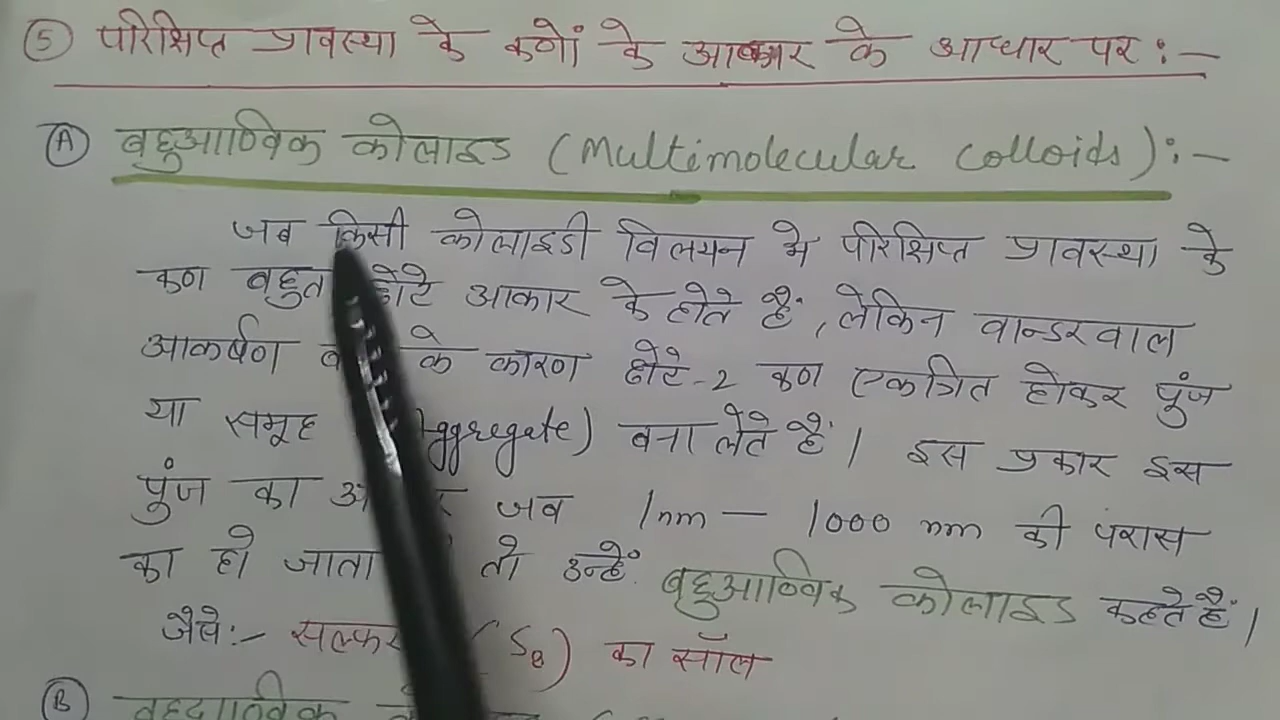 ⑤ परिक्षिप्त प्रावस्था के कणों के आकार के आधार पर :-
Ⓐ बहुआण्विक कोलाइड (Multimolecular Colloids):-
जब किसी कोलाइडी विलयन मे परिक्षिप्त प्रावस्था के
कण बहुत छोटे आकार के होते हैं, लेकिन वान्डरवाल
आकर्षण के कारण छोटे-2 कण एकत्रित होकर पुंज
या समूह (Aggregate) बना लेते हैं। इस प्रकार इस
पुंज का जब 1nm - 1000 nm की परास
का हो जाता तो उन्हें बहुआण्विक कोलाइड कहते हैं।
जैसे:- सल्फर (S8) का सॉल
Ⓑ